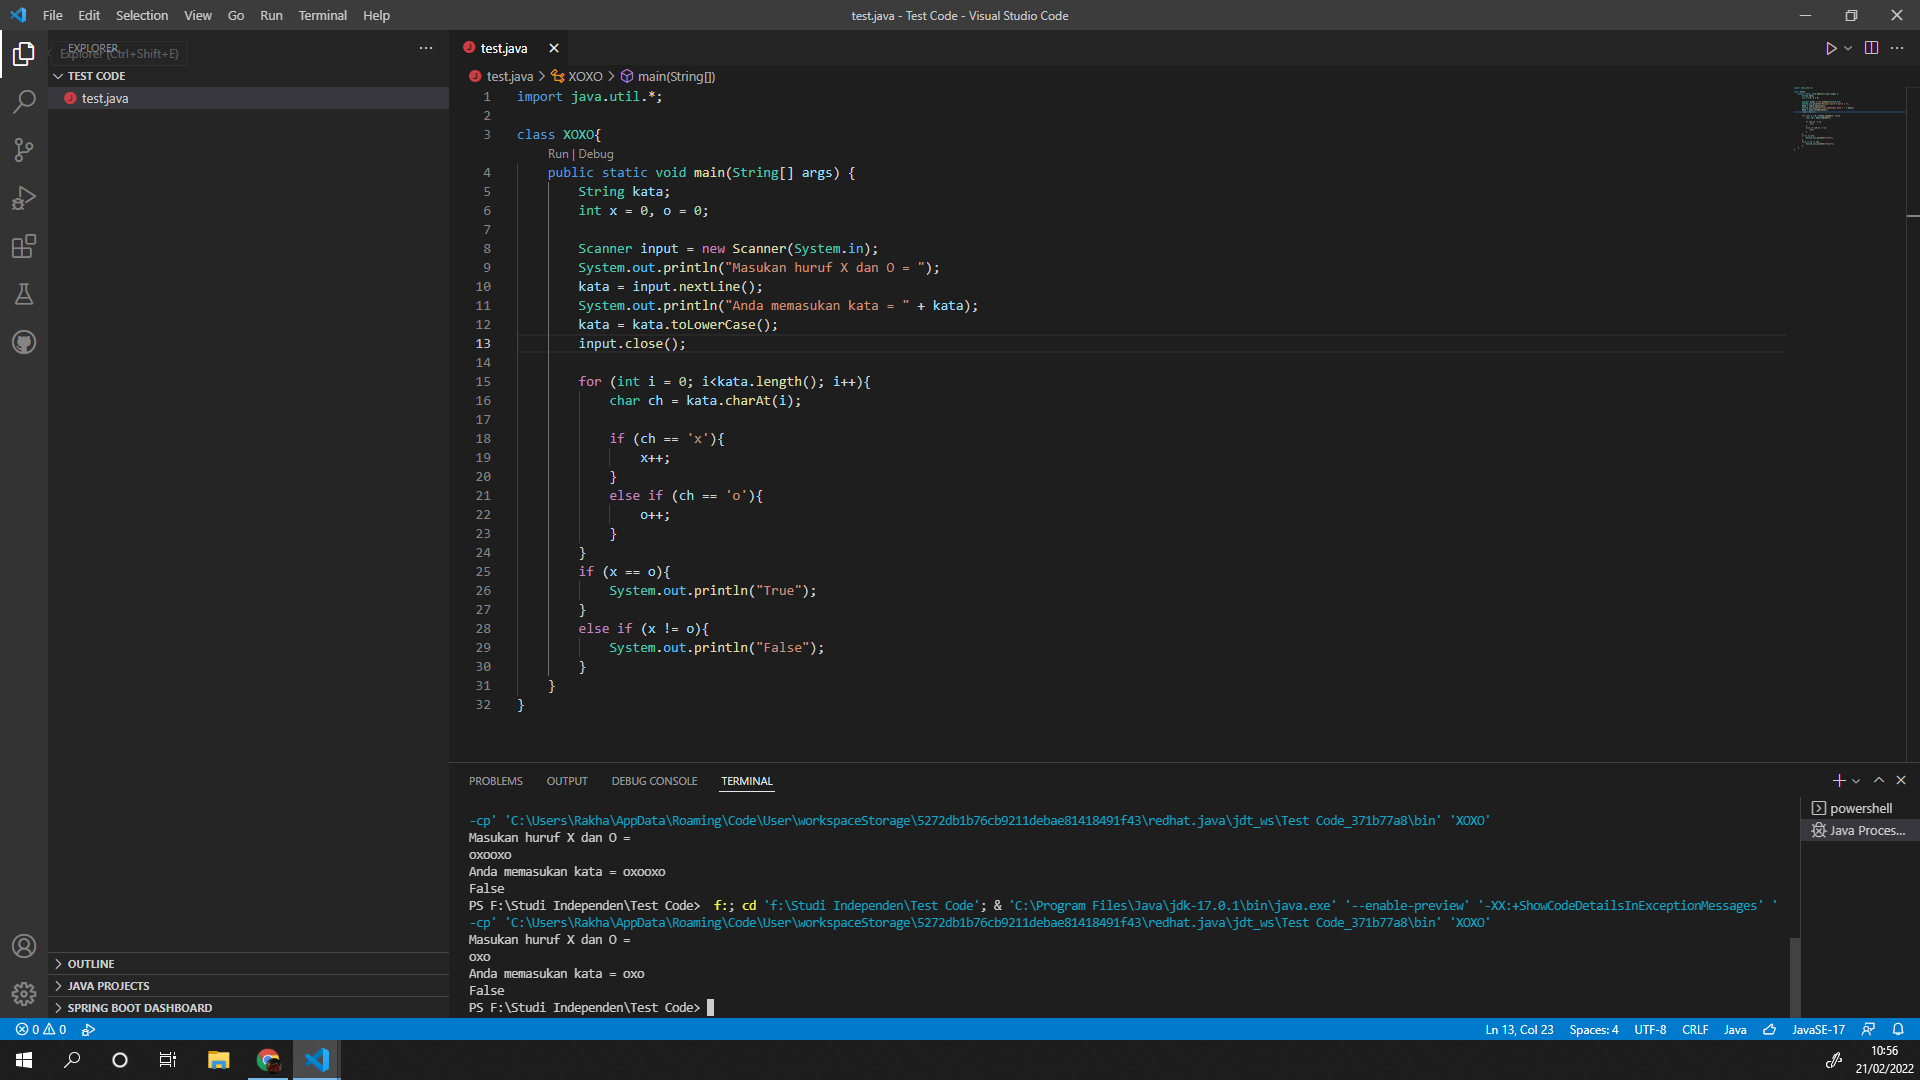 File Edit Selection View Go Run Terminal Help
test.java - Test Code - Visual Studio Code
EXPLORER
Explorer (Ctrl+Shift+E)
TEST CODE
test.java
OUTLINE
JAVA PROJECTS
SPRING BOOT DASHBOARD
test.java
test.java > XOXO > main(String[])
1 import java.util.*;
2
3 class XOXO{
Run | Debug
4 public static void main(String[] args) {
5 String kata;
6 int x = 0, o = 0;
7
8 Scanner input = new Scanner(System.in);
9 System.out.println("Masukan huruf X dan O = ");
10 kata = input.nextLine();
11 System.out.println("Anda memasukan kata = " + kata);
12 kata = kata.toLowerCase();
13 input.close();
14
15 for (int i = 0; i<kata.length(); i++){
16 char ch = kata.charAt(i);
17
18 if (ch == 'x'){
19 x++;
20 }
21 else if (ch == 'o'){
22 o++;
23 }
24 }
25 if (x == o){
26 System.out.println("True");
27 }
28 else if (x != o){
29 System.out.println("False");
30 }
31 }
32 }
PROBLEMS OUTPUT DEBUG CONSOLE TERMINAL
-cp' 'C:\Users\Rakha\AppData\Roaming\Code\User\workspaceStorage\5272db1b76cb9211debae81418491f43\redhat.java\jdt_ws\Test Code_371b77a8\bin' 'XOXO'
Masukan huruf X dan O =
oxooxo
Anda memasukan kata = oxooxo
False
PS F:\Studi Independen\Test Code> f:; cd 'f:\Studi Independen\Test Code'; & 'C:\Program Files\Java\jdk-17.0.1\bin\java.exe' '--enable-preview' '-XX:+ShowCodeDetailsInExceptionMessages' '
-cp' 'C:\Users\Rakha\AppData\Roaming\Code\User\workspaceStorage\5272db1b76cb9211debae81418491f43\redhat.java\jdt_ws\Test Code_371b77a8\bin' 'XOXO'
Masukan huruf X dan O =
oxo
Anda memasukan kata = oxo
False
PS F:\Studi Independen\Test Code>
powershell
Java Proces...
0 0
Ln 13, Col 23 Spaces: 4 UTF-8 CRLF Java JavaSE-17
10:56
21/02/2022